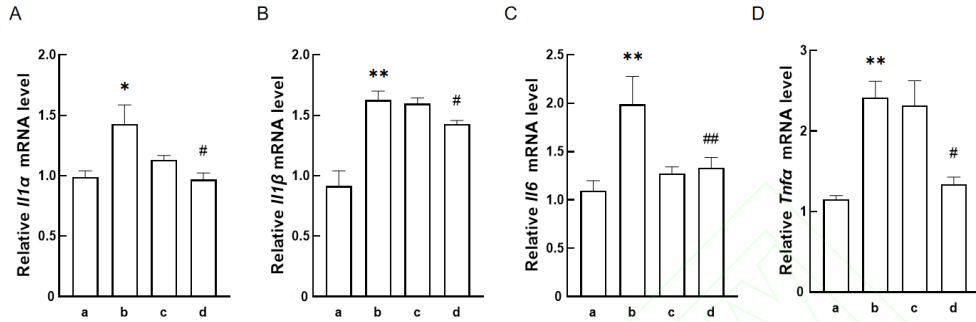 A
Relative Il1α mRNA level
2.0
1.5
1.0
0.5
0
*
#
a b c d
B
Relative Il1β mRNA level
2.0
1.5
1.0
0.5
0
**
#
a b c d
C
Relative Il6 mRNA level
2.5
2.0
1.5
1.0
0.5
0
**
##
a b c d
D
Relative Tnfα mRNA level
3
2
1
0
**
#
a b c d